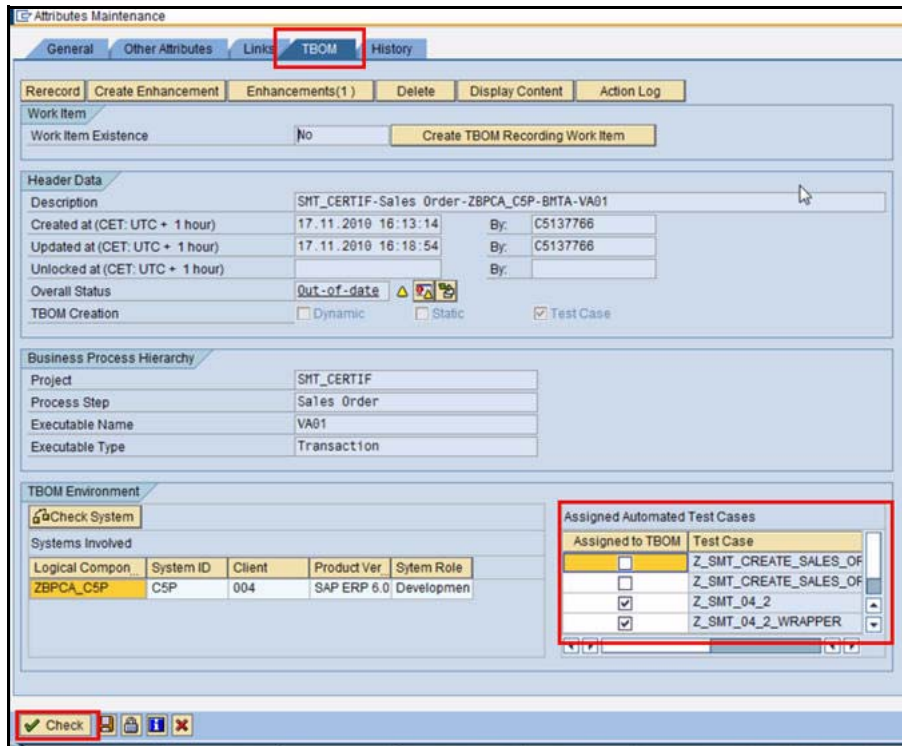 Attributes Maintenance
General Other Attributes Links TBOM History
Rerecord Create Enhancement Enhancements(1) Delete Display Content Action Log
Work Item
Work Item Existence No Create TBOM Recording Work Item
Header Data
Description SMT_CERTIF-Sales Order-ZBPCA_C5P-BMTA-VA01
Created at (CET: UTC + 1 hour) 17.11.2010 16:13:14 By: C5137766
Updated at (CET: UTC + 1 hour) 17.11.2010 16:18:54 By: C5137766
Unlocked at (CET: UTC + 1 hour) By:
Overall Status Out-of-date
TBOM Creation Dynamic Static Test Case
Business Process Hierarchy
Project SMT_CERTIF
Process Step Sales Order
Executable Name VA01
Executable Type Transaction
TBOM Environment
Check System
Systems Involved
Logical Compon... System ID Client Product Ver... Sytem Role
ZBPCA_C5P C5P 004 SAP ERP 6.0 Developmen
Assigned Automated Test Cases
Assigned to TBOM Test Case
Z_SMT_CREATE_SALES_OF
Z_SMT_CREATE_SALES_OF
Z_SMT_04_2
Z_SMT_04_2_WRAPPER
Check